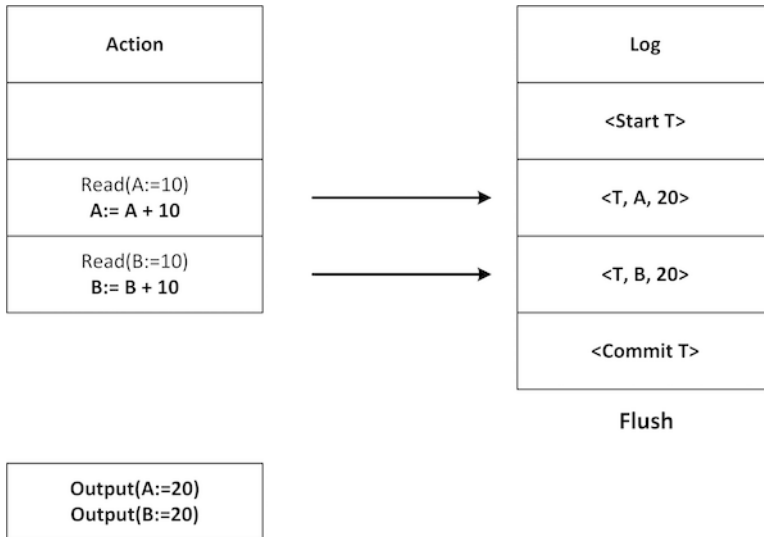 Action
Log
<Start T>
Read(A:=10)
A:= A + 10
<T, A, 20>
Read(B:=10)
B:= B + 10
<T, B, 20>
<Commit T>
Flush
Output(A:=20)
Output(B:=20)